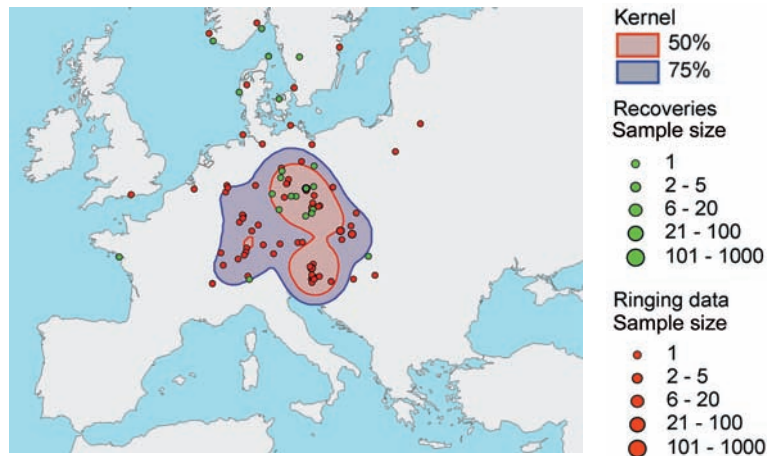 Kernel
50%
75%
Recoveries
Sample size
1
2 - 5
6 - 20
21 - 100
101 - 1000
Ringing data
Sample size
1
2 - 5
6 - 20
21 - 100
101 - 1000